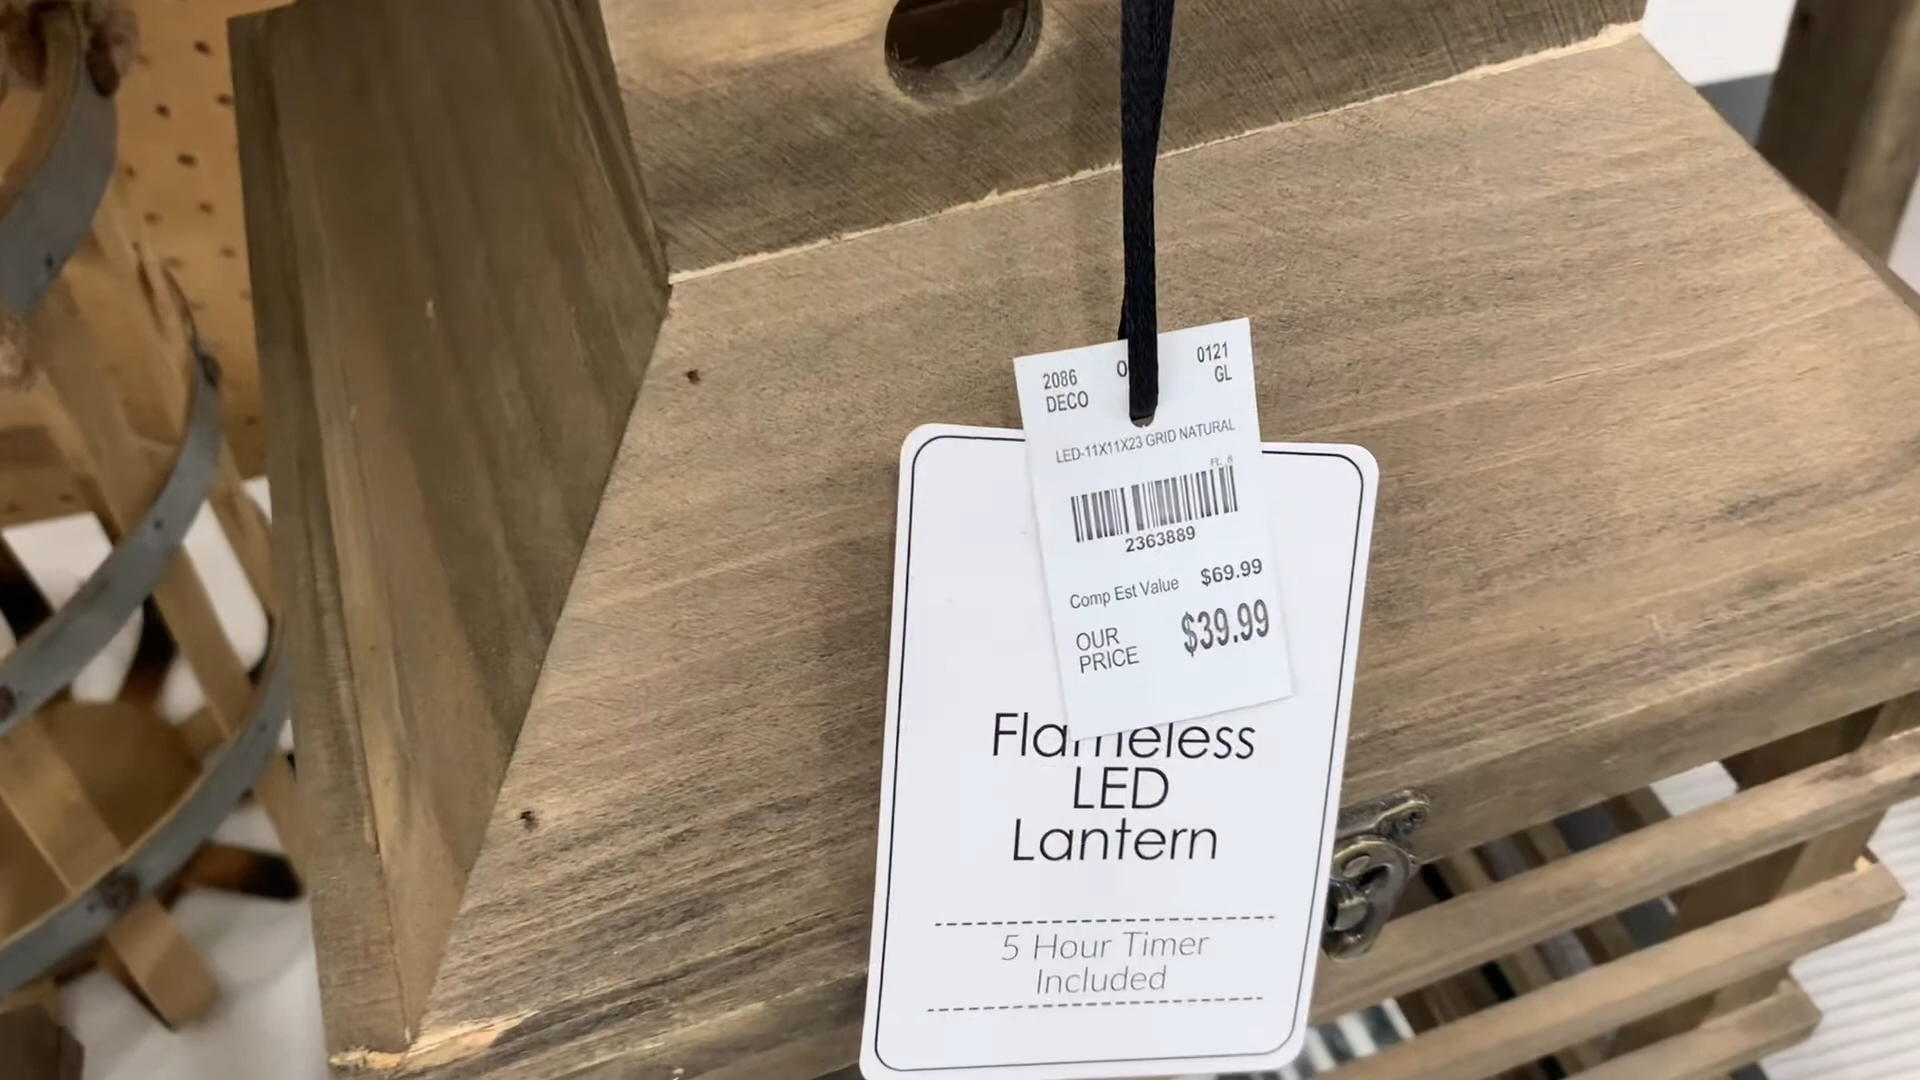 2086 0121
DECO GL
LED-11X11X23 GRID NATURAL
2363889
Comp Est Value $69.99
OUR
PRICE $39.99
Flameless
LED
Lantern
5 Hour Timer
Included